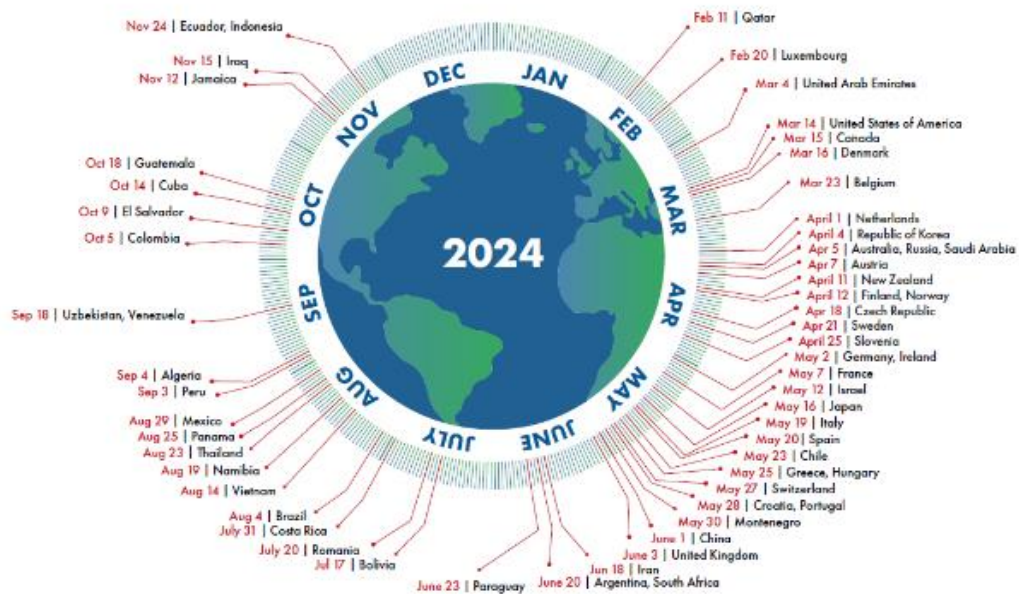 2024
JAN
FEB
MAR
APR
MAY
JUNE
JULY
AUG
SEP
OCT
NOV
DEC
Feb 11 | Qatar
Feb 20 | Luxembourg
Mar 4 | United Arab Emirates
Mar 14 | United States of America
Mar 15 | Canada
Mar 16 | Denmark
Mar 23 | Belgium
April 1 | Netherlands
April 4 | Republic of Korea
Apr 5 | Australia, Russia, Saudi Arabia
Apr 7 | Austria
April 11 | New Zealand
April 12 | Finland, Norway
Apr 18 | Czech Republic
Apr 21 | Sweden
April 25 | Slovenia
May 2 | Germany, Ireland
May 7 | France
May 12 | Israel
May 16 | Japan
May 19 | Italy
May 20 | Spain
May 23 | Chile
May 25 | Greece, Hungary
May 27 | Switzerland
May 28 | Croatia, Portugal
May 30 | Montenegro
June 1 | China
June 3 | United Kingdom
Jun 18 | Iran
June 20 | Argentina, South Africa
June 23 | Paraguay
Jul 17 | Bolivia
July 20 | Romania
July 31 | Costa Rica
Aug 4 | Brazil
Aug 14 | Vietnam
Aug 19 | Namibia
Aug 23 | Thailand
Aug 25 | Panama
Aug 29 | Mexico
Sep 3 | Peru
Sep 4 | Algeria
Sep 18 | Uzbekistan, Venezuela
Oct 5 | Colombia
Oct 9 | El Salvador
Oct 14 | Cuba
Oct 18 | Guatemala
Nov 12 | Jamaica
Nov 15 | Iraq
Nov 24 | Ecuador, Indonesia